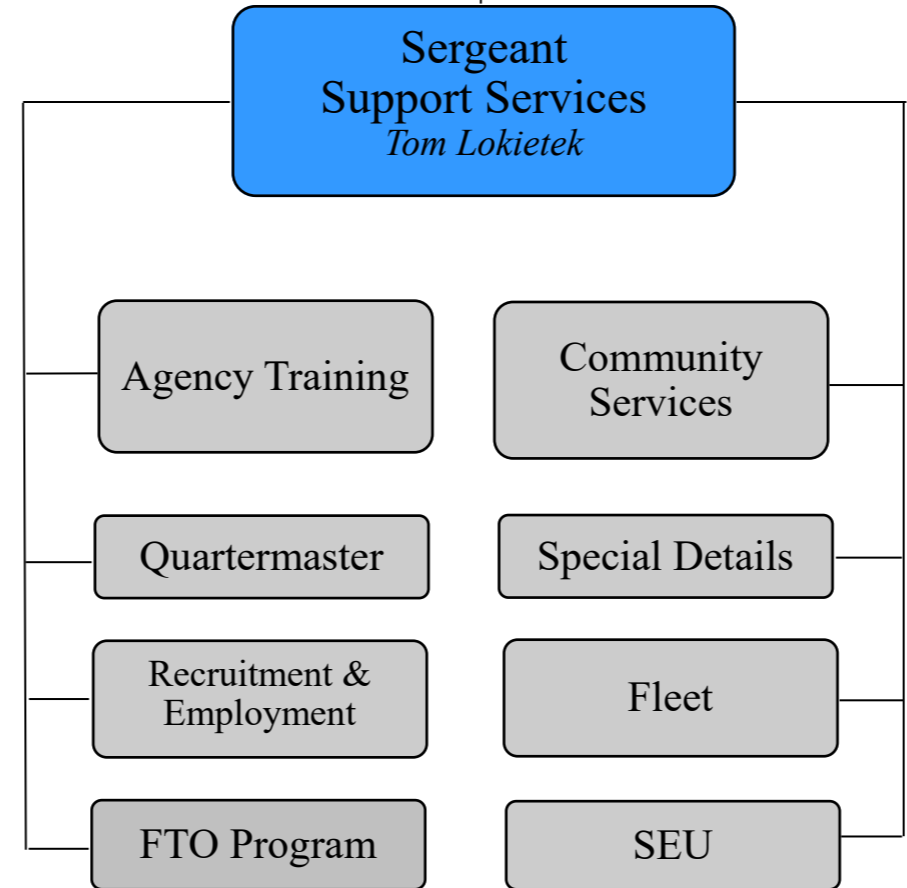 Sergeant
Support Services
Tom Lokietek
Agency Training
Community
Services
Quartermaster
Special Details
Recruitment &
Employment
Fleet
FTO Program
SEU